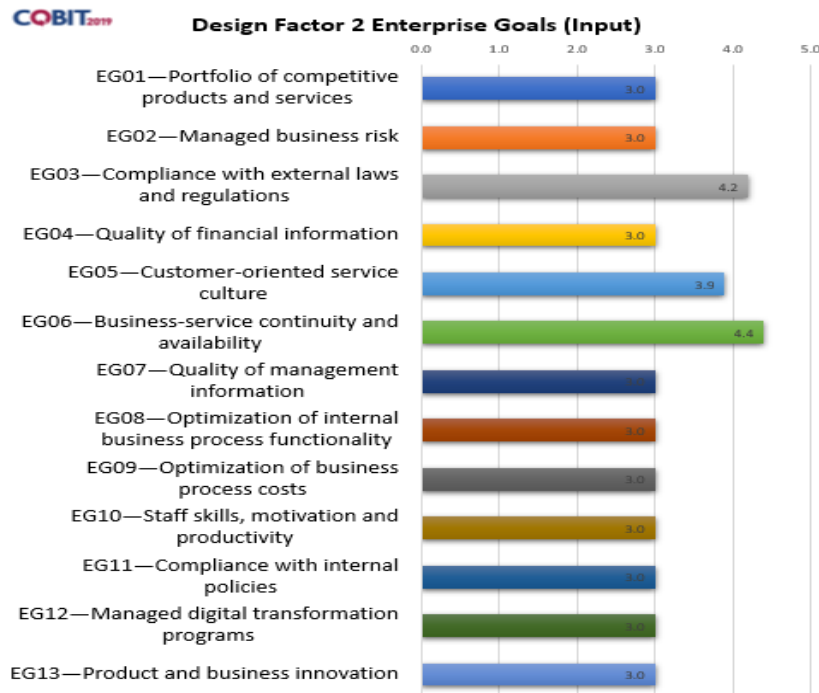 COBIT2019
Design Factor 2 Enterprise Goals (Input)
0.0 1.0 2.0 3.0 4.0 5.0
EG01—Portfolio of competitive
products and services
3.0
EG02—Managed business risk
3.0
EG03—Compliance with external laws
and regulations
4.2
EG04—Quality of financial information
3.0
EG05—Customer-oriented service
culture
3.9
EG06—Business-service continuity and
availability
4.4
EG07—Quality of management
information
EG08—Optimization of internal
business process functionality
3.0
EG09—Optimization of business
process costs
3.0
EG10—Staff skills, motivation and
productivity
3.0
EG11—Compliance with internal
policies
3.0
EG12—Managed digital transformation
programs
3.0
EG13—Product and business innovation
3.0